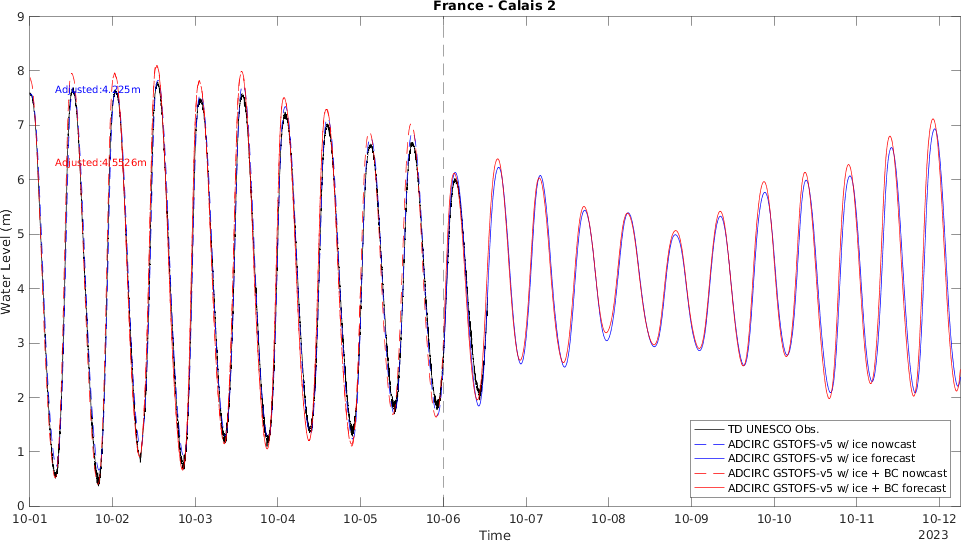 France - Calais 2
Water Level (m)
9
8
7
6
5
4
3
2
1
0
Adjusted:4.225m
Adjusted:4.5526m
TD UNESCO Obs.
ADCIRC GSTOFS-v5 w/ ice nowcast
ADCIRC GSTOFS-v5 w/ ice forecast
ADCIRC GSTOFS-v5 w/ ice + BC nowcast
ADCIRC GSTOFS-v5 w/ ice + BC forecast
10-01 10-02 10-03 10-04 10-05 10-06 10-07 10-08 10-09 10-10 10-11 10-12
Time
2023